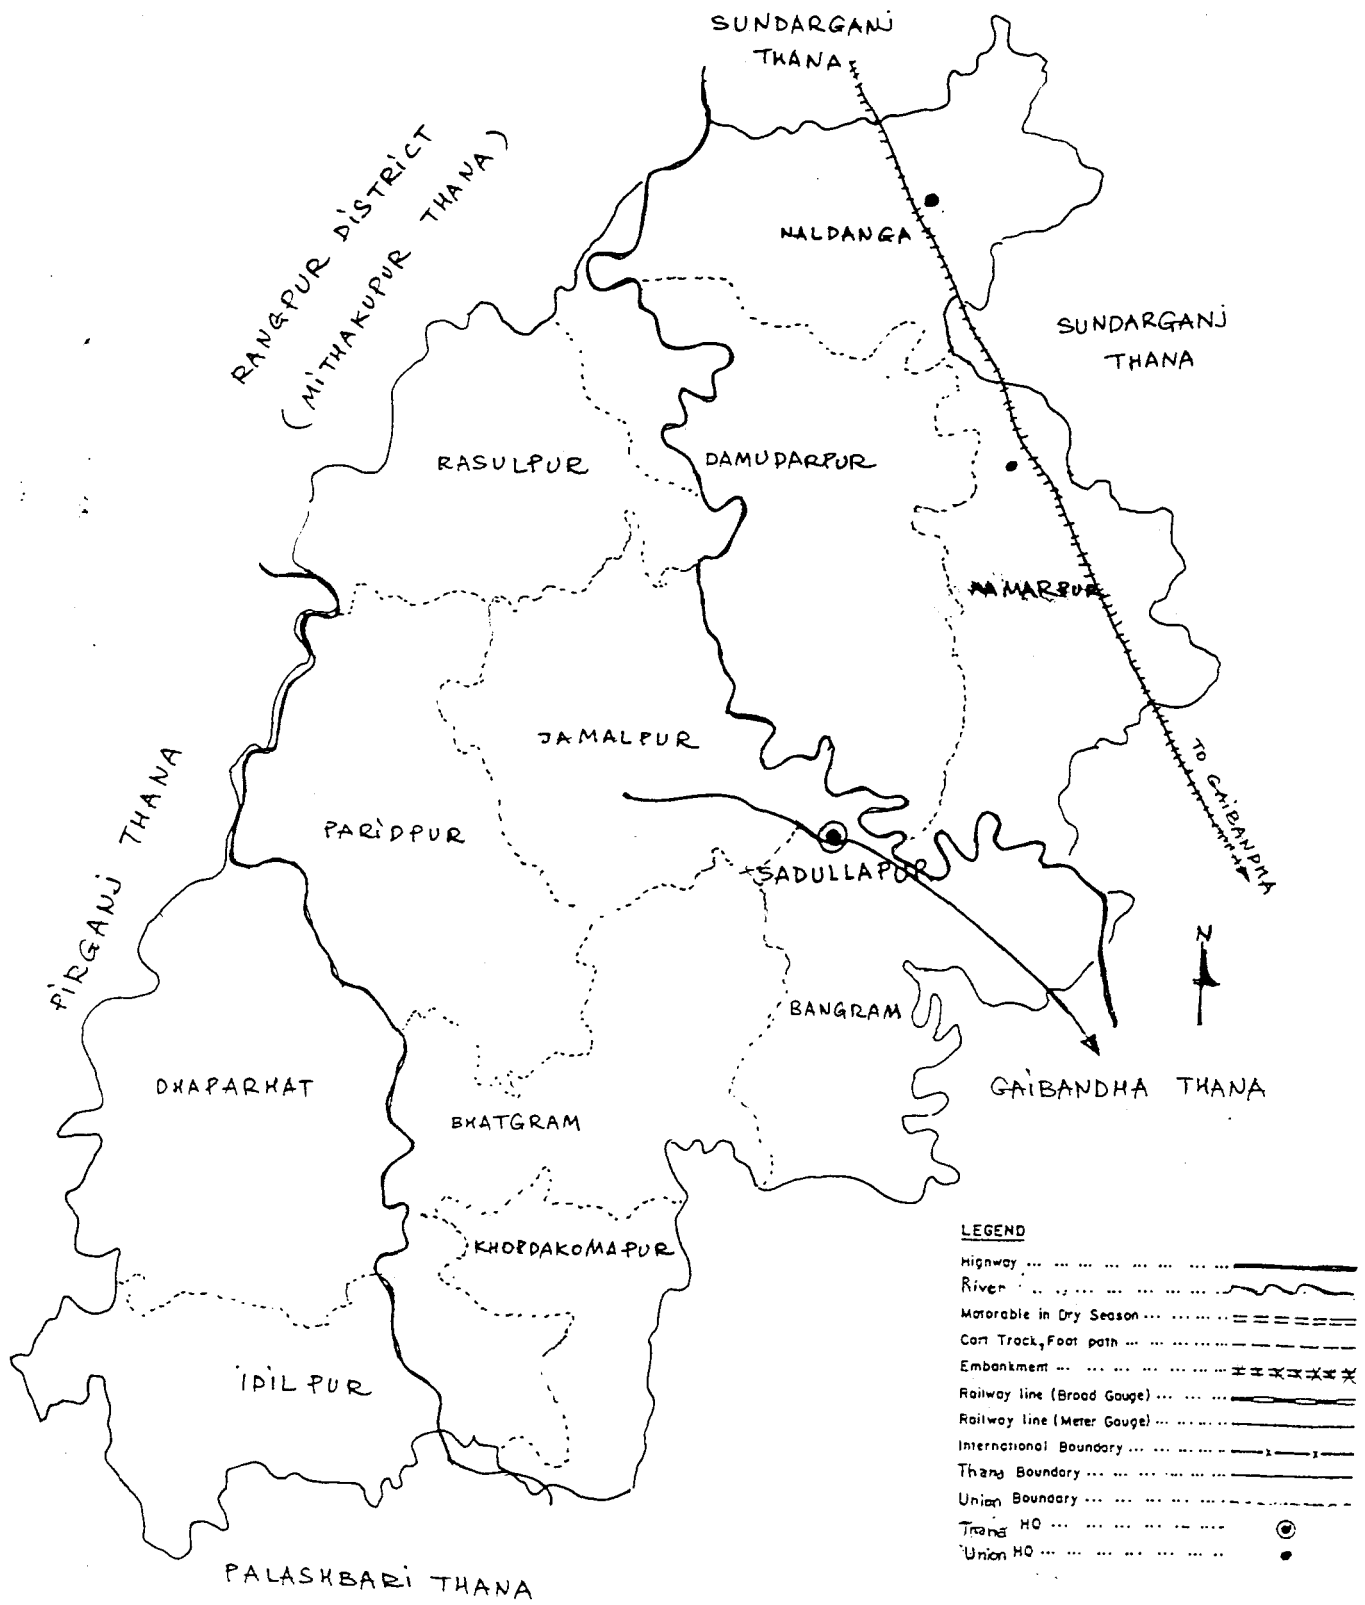 SUNDARGANJ
THANA
RANGPUR DISTRICT
(MITHAKUPUR THANA)
NALDANGA
SUNDARGANJ
THANA
RASULPUR
DAMUDARPUR
JAMALPUR
TO GAIBANDHA
PIRGANJ THANA
PARIDPUR
SADULLAPUR
N
BANGRAM
DHAPARHAT
GAIBANDHA THANA
BHATGRAM
KHORDAKOMAPUR
IDILPUR
PALASHBARI THANA
LEGEND
Highway ... ... ... ... ... ... ...
River ... ... ... ... ... ... ...
Motorable in Dry Season ... ... ... ..
Cart Track, Foot path ... ... ... ... ...
Embankment ... ... ... ... ... ...
Railway line (Broad Gauge) ... ... ...
Railway line (Meter Gauge) ... ... ... ..
International Boundary ... ... ... ... ..
Thana Boundary ... ... ... ... ... ...
Union Boundary ... ... ... ... ... ...
Thana HQ ... ... ... ... ... ...
Union HQ ... ... ... ... ... ..